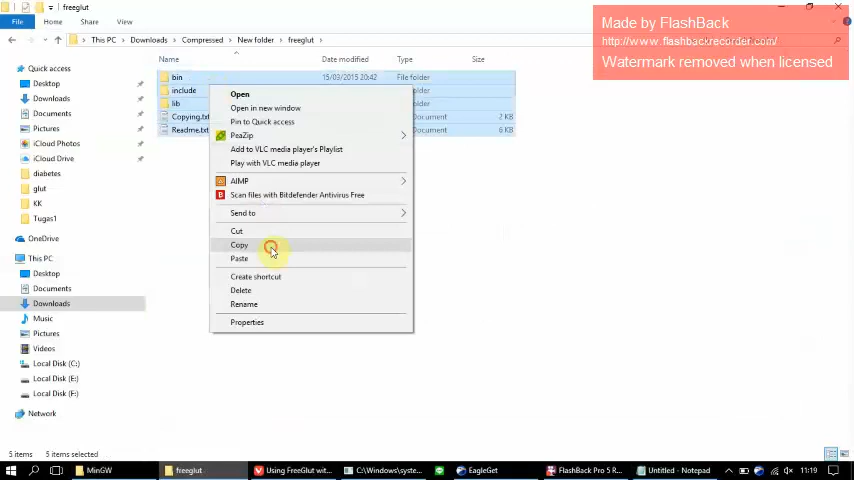 freeglut
File
Home
Share
View
This PC
Downloads
Compressed
New folder
freeglut
Made by FlashBack
http://www.flashbackrecorder.com/
Watermark removed when licensed
Name
Date modified
Type
Size
Quick access
Desktop
Downloads
Documents
Pictures
iCloud Photos
iCloud Drive
diabetes
glut
KK
Tugas1
OneDrive
This PC
Desktop
Documents
Downloads
Music
Pictures
Videos
Local Disk (C:)
Local Disk (E:)
Local Disk (F:)
Network
bin
15/03/2015 20:42
File folder
include
older
lib
older
Copying.txt
Document
2 KB
Readme.txt
Document
6 KB
Open
Open in new window
Pin to Quick access
PeaZip
Add to VLC media player's Playlist
Play with VLC media player
AIMP
Scan files with Bitdefender Antivirus Free
Send to
Cut
Copy
Paste
Create shortcut
Delete
Rename
Properties
5 items
5 items selected
MinGW
freeglut
Using FreeGlut wit...
C:\Windows\syste...
EagleGet
FlashBack Pro 5 R...
Untitled - Notepad
11:19